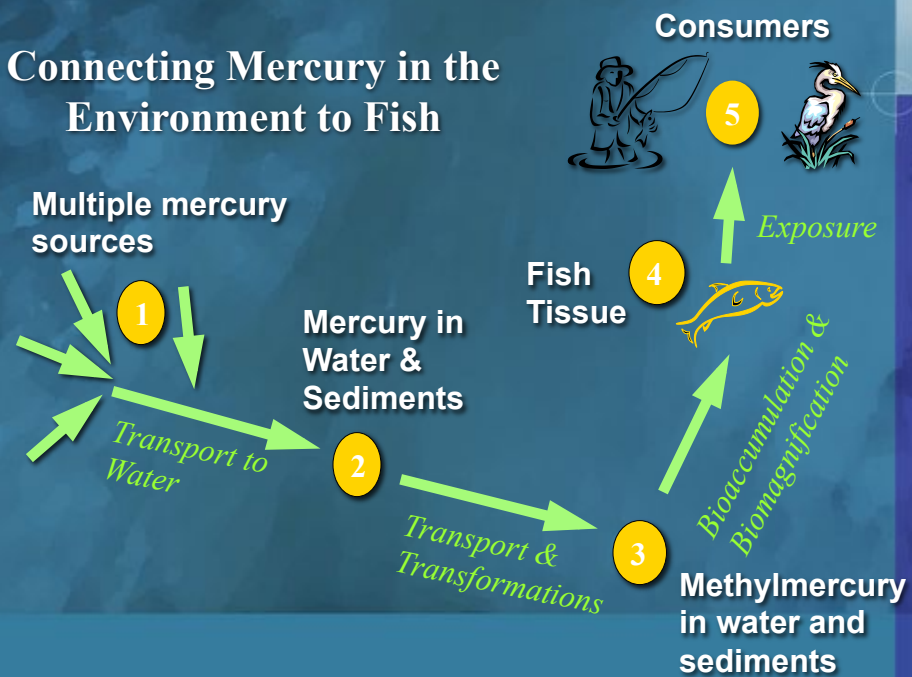 Connecting Mercury in the
Environment to Fish
Consumers
5
Exposure
Multiple mercury
sources
1
Transport to
Water
Mercury in
Water &
Sediments
2
Transport &
Transformations
3
Methylmercury
in water and
sediments
Bioaccumulation &
Biomagnification
Fish
Tissue
4